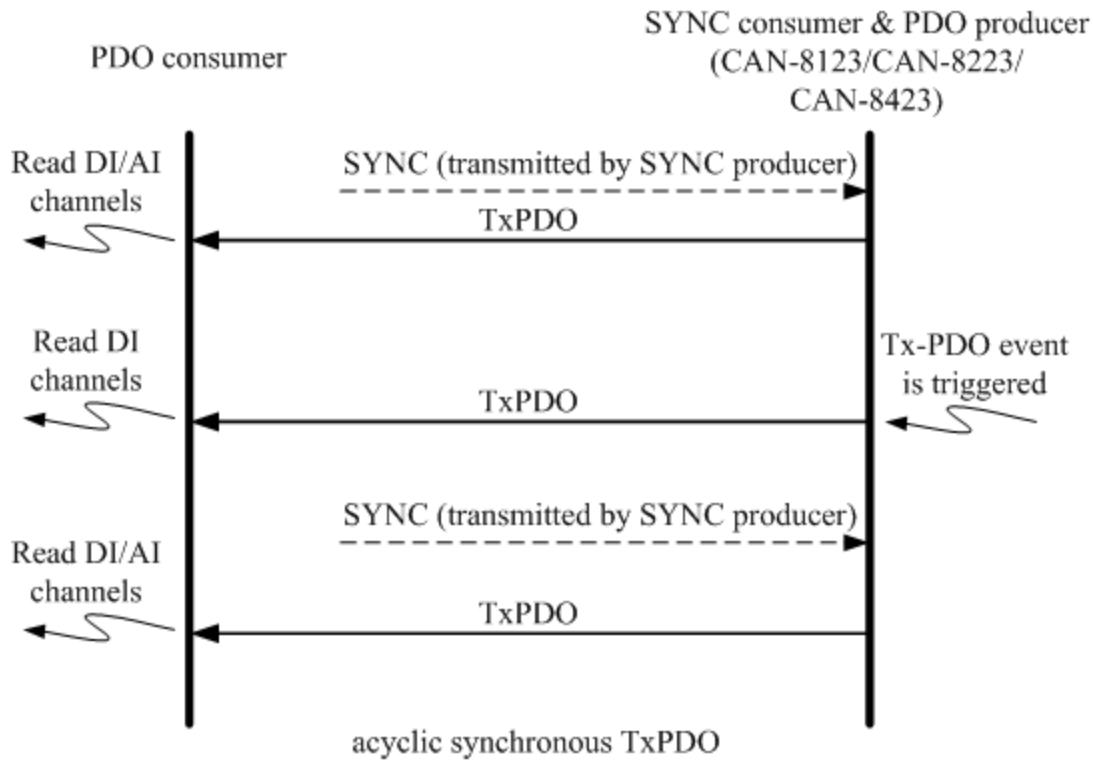 PDO consumer
SYNC consumer & PDO producer
(CAN-8123/CAN-8223/
CAN-8423)
Read DI/AI
channels
SYNC (transmitted by SYNC producer)
TxPDO
Read DI
channels
TxPDO
Tx-PDO event
is triggered
SYNC (transmitted by SYNC producer)
Read DI/AI
channels
TxPDO
acyclic synchronous TxPDO